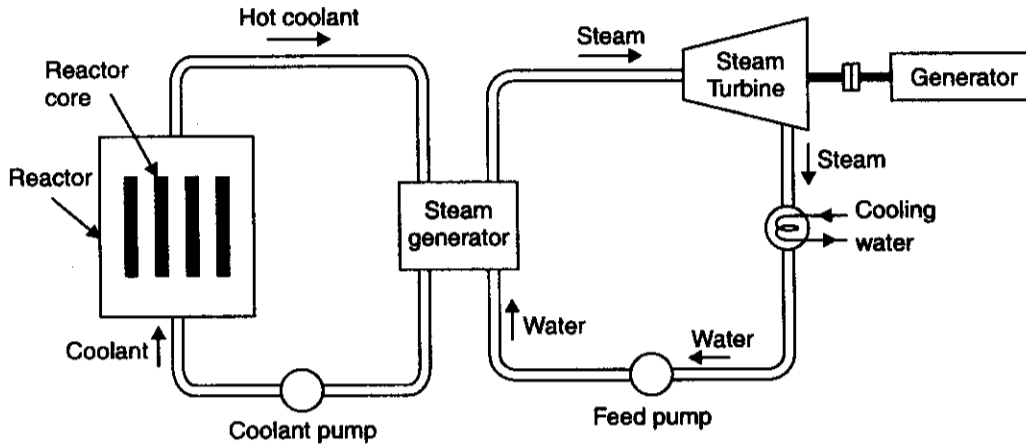 Hot coolant
Reactor
core
Reactor
Coolant
Coolant pump
Steam
generator
Steam
Steam
Turbine
Generator
Steam
Cooling
water
Water
Water
Feed pump